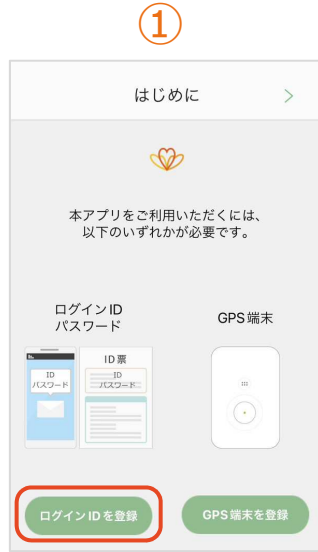 ①
はじめに >
本アプリをご利用いただくには、
以下のいずれかが必要です。
ログインID
パスワード
GPS端末
ID
パスワード
ID票
ID
パスワード
ログインIDを登録
GPS端末を登録